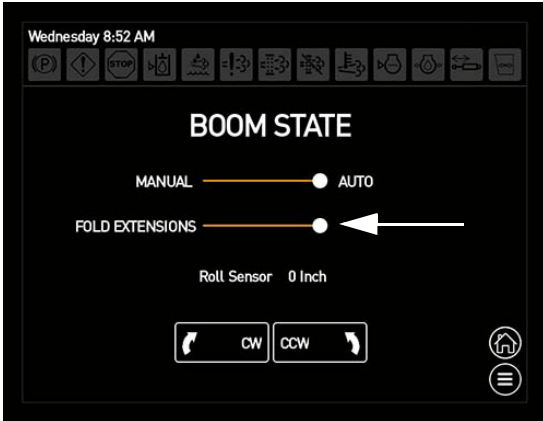 Wednesday 8:52 AM
(P) STOP
BOOM STATE
MANUAL AUTO
FOLD EXTENSIONS
Roll Sensor 0 Inch
CW CCW